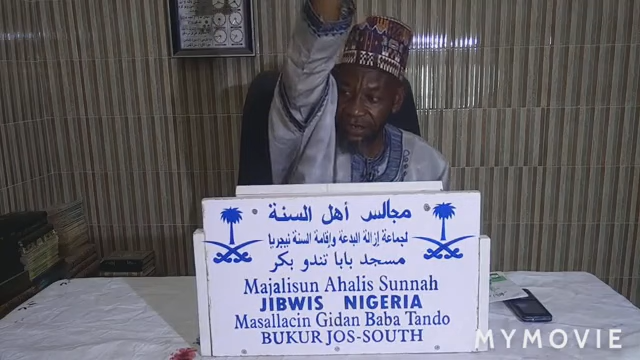 مجالس أهل السنة
لجماعة إزالة البدعة وإقامة السنة نيجريا
مسجد بابا تندو بكر
Majalisun Ahalis Sunnah
JIBWIS NIGERIA
Masallacin Gidan Baba Tando
BUKUR JOS-SOUTH
MYMOVIE